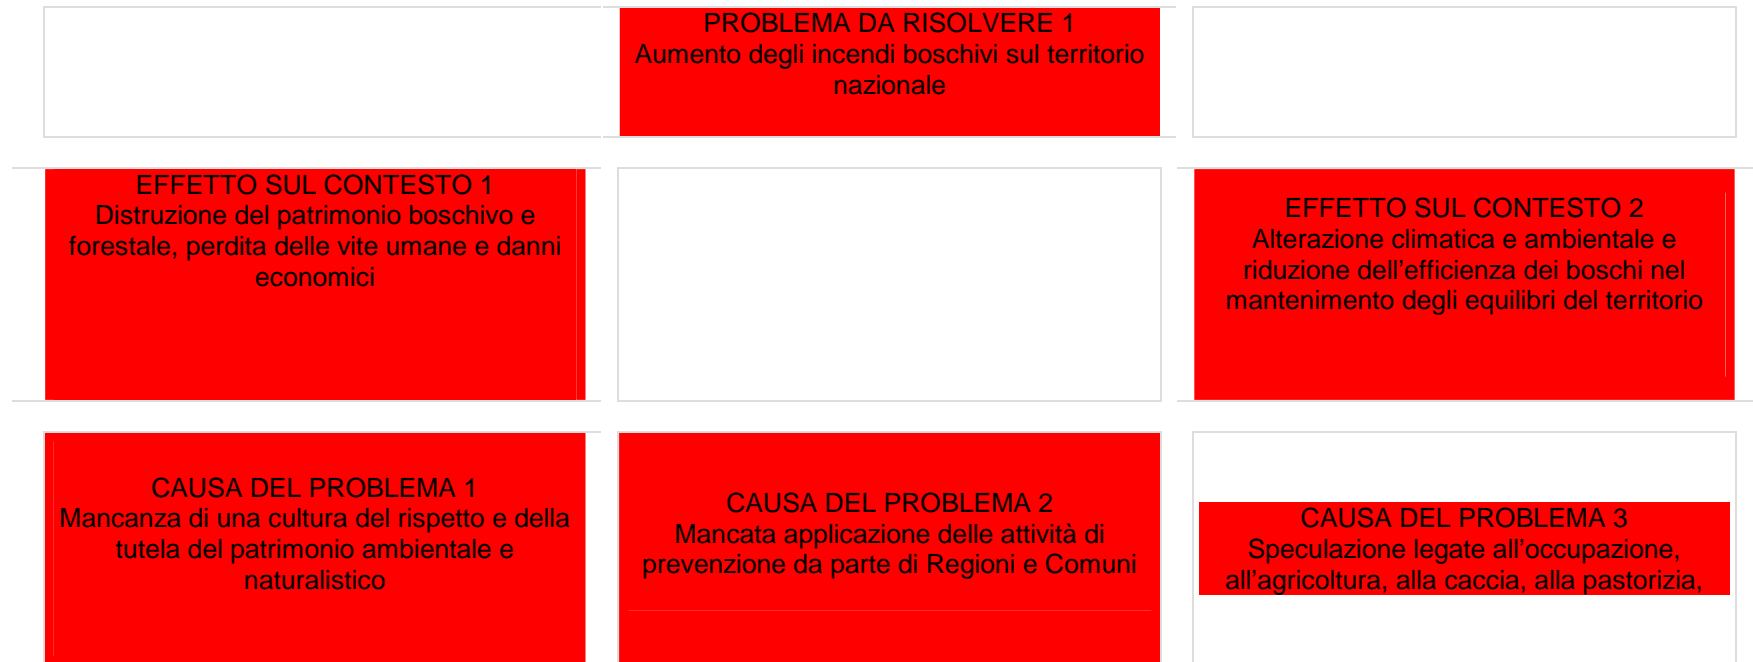 PROBLEMA DA RISOLVERE 1
Aumento degli incendi boschivi sul territorio
nazionale
EFFETTO SUL CONTESTO 1
Distruzione del patrimonio boschivo e
forestale, perdita delle vite umane e danni
economici
EFFETTO SUL CONTESTO 2
Alterazione climatica e ambientale e
riduzione dell’efficienza dei boschi nel
mantenimento degli equilibri del territorio
CAUSA DEL PROBLEMA 1
Mancanza di una cultura del rispetto e della
tutela del patrimonio ambientale e
naturalistico
CAUSA DEL PROBLEMA 2
Mancata applicazione delle attività di
prevenzione da parte di Regioni e Comuni
CAUSA DEL PROBLEMA 3
Speculazione legate all’occupazione,
all’agricoltura, alla caccia, alla pastorizia,